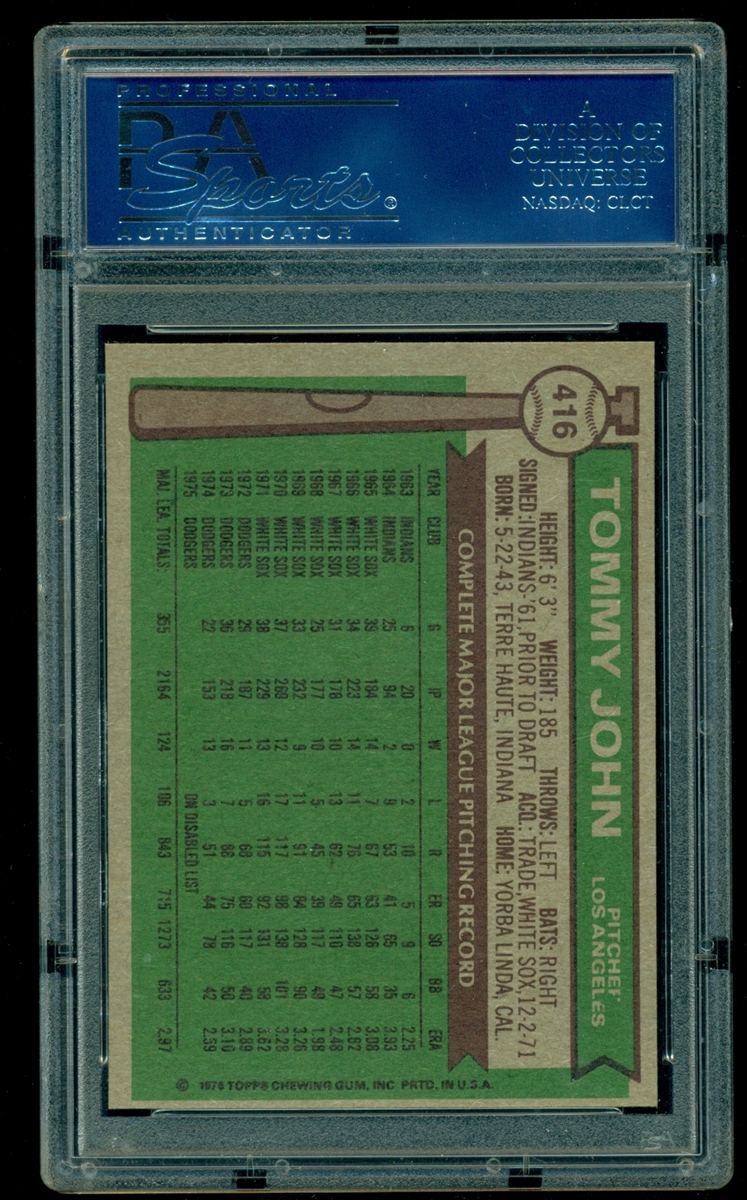 PROFESSIONAL
PSA
Sports®
AUTHENTICATOR
A
DIVISION OF
COLLECTORS
UNIVERSE
NASDAQ: CLCT
416
TOMMY JOHN
PITCHER
LOS ANGELES
HEIGHT: 6' 3" WEIGHT: 185 THROWS: LEFT BATS: RIGHT
SIGNED: INDIANS-'61, PRIOR TO DRAFT ACQ.: TRADE, WHITE SOX, 12-2-71
BORN: 5-22-43, TERRE HAUTE, INDIANA HOME: YORBA LINDA, CAL.
COMPLETE MAJOR LEAGUE PITCHING RECORD
YEAR CLUB G IP W L R ER SO BB ERA
1963 INDIANS 6 20 0 2 10 5 9 6 2.25
1964 INDIANS 25 94 2 9 53 41 65 35 3.93
1965 WHITE SOX 39 184 14 7 67 63 126 58 3.08
1966 WHITE SOX 34 223 14 11 76 65 138 57 2.62
1967 WHITE SOX 31 178 10 13 62 49 110 47 2.48
1968 WHITE SOX 25 177 10 5 45 39 117 49 1.98
1969 WHITE SOX 33 232 9 11 91 84 128 90 3.26
1970 WHITE SOX 37 269 12 17 117 98 138 101 3.28
1971 WHITE SOX 38 229 13 16 115 92 131 58 3.62
1972 DODGERS 29 187 11 5 68 60 117 40 2.89
1973 DODGERS 36 218 16 7 88 75 116 50 3.10
1974 DODGERS 22 153 13 3 51 44 78 42 2.59
1975 DODGERS ON DISABLED LIST
MAJ. LEA. TOTALS: 355 2164 124 106 843 715 1273 633 2.97
© 1976 TOPPS CHEWING GUM, INC PRTD. IN U.S.A.